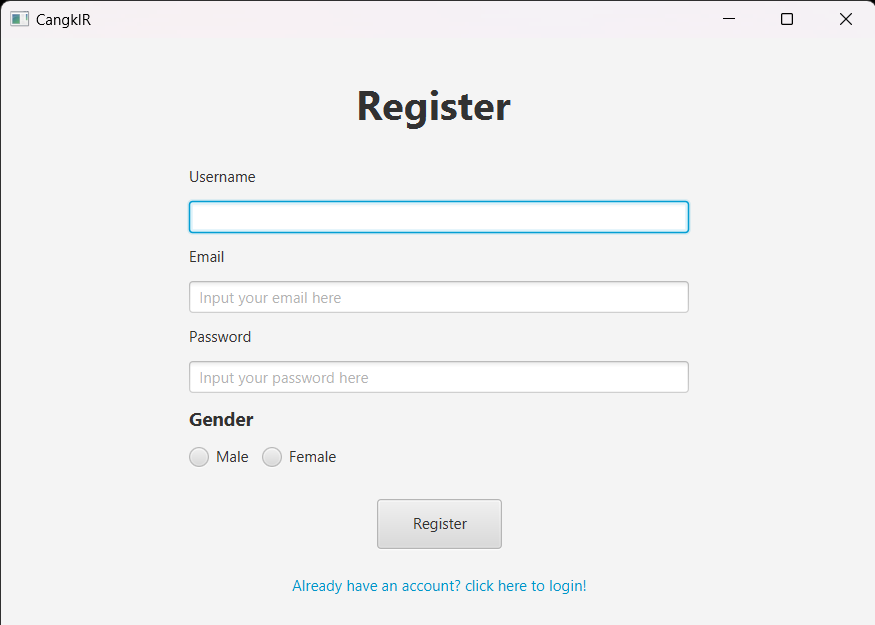 CangkIR
Register
Username
Email
Input your email here
Password
Input your password here
Gender
Male Female
Register
Already have an account? click here to login!